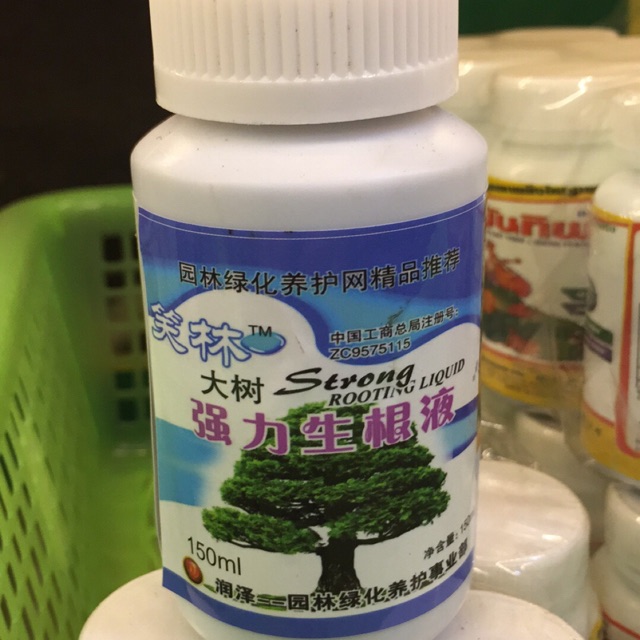 园林绿化养护网精品推荐
笑林™
中国工商总局注册号:
ZC9575115
大树 Strong
ROOTING LIQUID
强力生根液
150ml
净含量:150
润泽——园林绿化养护事业部